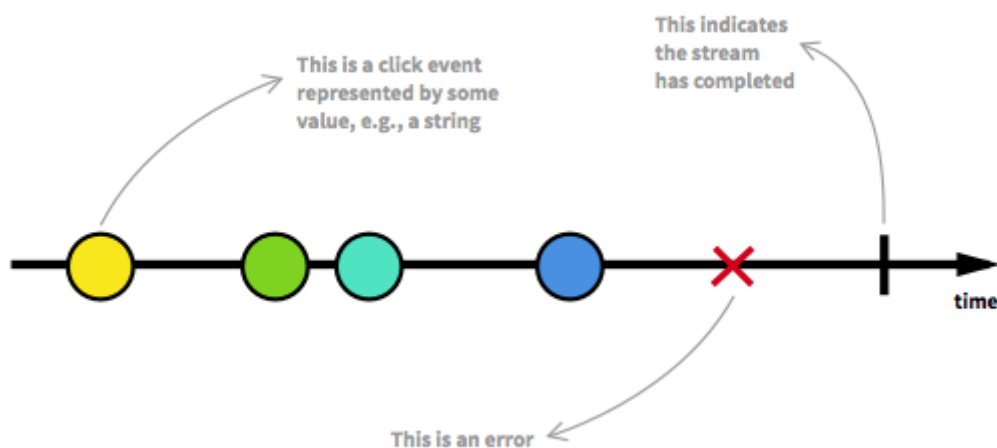 This is a click event
represented by some
value, e.g., a string
This indicates
the stream
has completed
time
This is an error